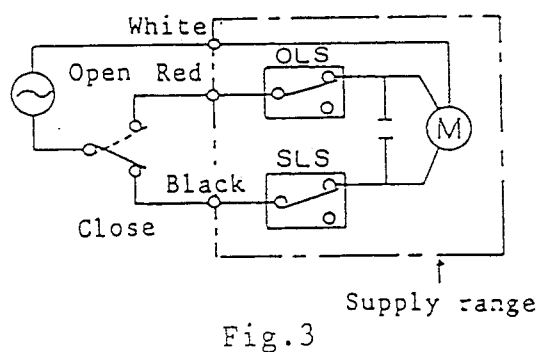 White
Open Red
OLS
M
SLS
Black
Close
Supply range
Fig.3